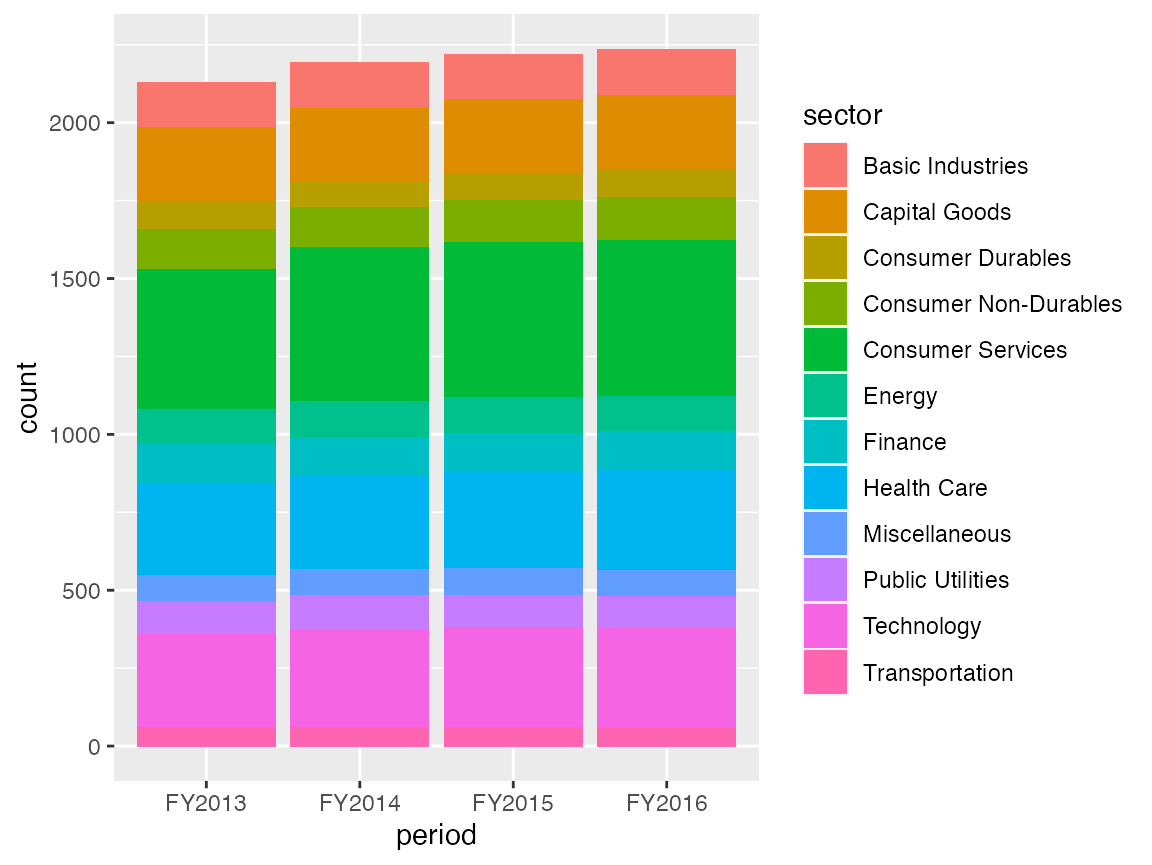 2000
1500
1000
500
0
count
FY2013 FY2014 FY2015 FY2016
period
sector
Basic Industries
Capital Goods
Consumer Durables
Consumer Non-Durables
Consumer Services
Energy
Finance
Health Care
Miscellaneous
Public Utilities
Technology
Transportation